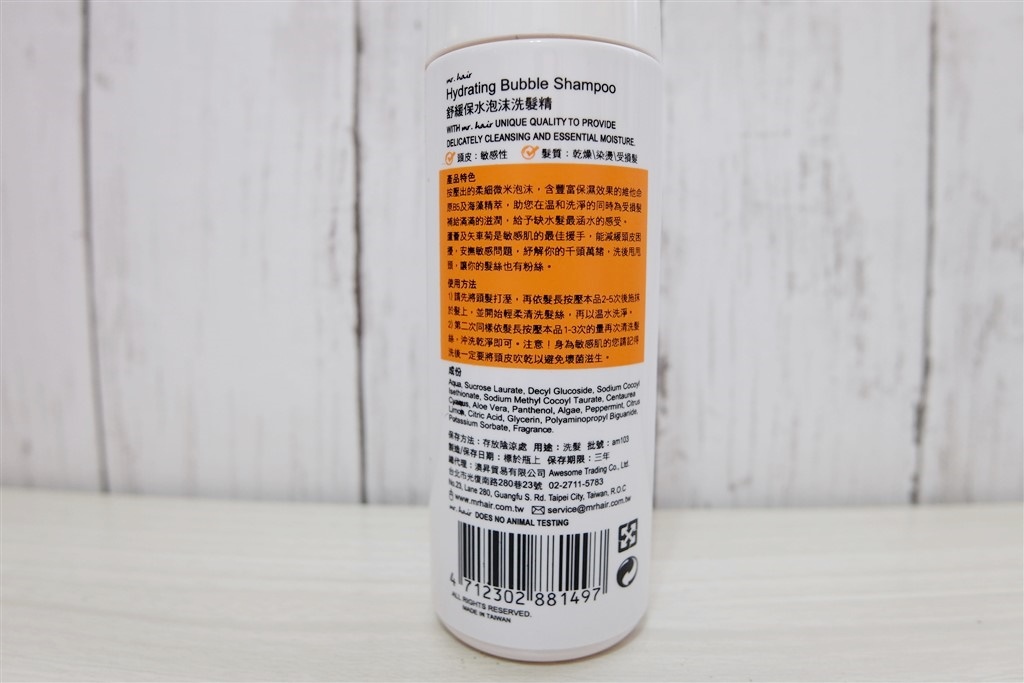 mr. hair
Hydrating Bubble Shampoo
舒緩保水泡沫洗髮精
WITH mr. hair UNIQUE QUALITY TO PROVIDE
DELICATELY CLEANSING AND ESSENTIAL MOISTURE.
頭皮：敏感性 髮質：乾燥\染燙\受損髮
產品特色
按壓出的柔細微米泡沫，含豐富保濕效果的維他命
原B5及海藻精萃，助您在溫和洗淨的同時為受損髮
補給滿滿的滋潤，給予缺水髮最涵水的感受。
蘆薈及矢車菊是敏感肌的最佳援手，能減緩頭皮困
擾，安撫敏感問題，紓解你的千頭萬緒，洗後甩甩
頭，讓你的髮絲也有粉絲。
使用方法
1)請先將頭髮打溼，再依髮長按壓本品2-5次後施抹
於髮上，並開始輕柔清洗髮絲，再以溫水洗淨。
2)第二次同樣依髮長按壓本品1-3次的量再次清洗髮
絲，沖洗乾淨即可。注意！身為敏感肌的您請記得
洗後一定要將頭皮吹乾以避免壞菌滋生。
成份
Aqua, Sucrose Laurate, Decyl Glucoside, Sodium Cocoyl
Isethionate, Sodium Methyl Cocoyl Taurate, Centaurea
Cyanus, Aloe Vera, Panthenol, Algae, Peppermint, Citrus
Limon, Citric Acid, Glycerin, Polyaminopropyl Biguanide,
Potassium Sorbate, Fragrance.
保存方法：存放陰涼處 用途：洗髮 批號：am103
製造/保存日期：標於瓶上 保存期限：三年
總代理：澳昇貿易有限公司 Awesome Trading Co., Ltd.
台北市光復南路280巷23號 02-2711-5783
No.23, Lane 280, Guangfu S. Rd. Taipei City, Taiwan, R.O.C
www.mrhair.com.tw service@mrhair.com.tw
mr. hair DOES NO ANIMAL TESTING
4 712302 881497
ALL RIGHTS RESERVED.
MADE IN TAIWAN